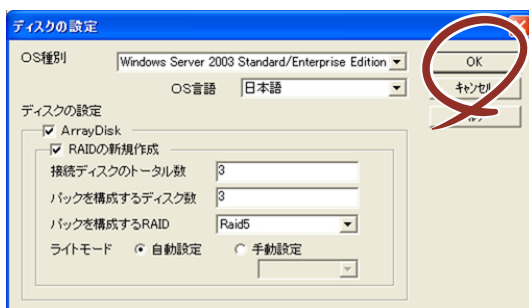 ディスクの設定
OS種別
Windows Server 2003 Standard/Enterprise Edition
OK
OS言語
日本語
キャンセル
ディスクの設定
ArrayDisk
RAIDの新規作成
接続ディスクのトータル数
3
パックを構成するディスク数
3
パックを構成するRAID
Raid5
ライトモード
自動設定
手動設定